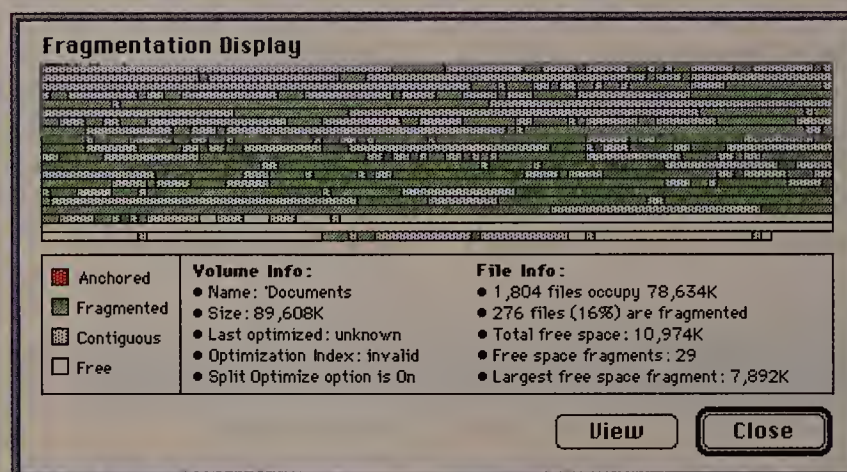 Fragmentation Display
Anchored
Fragmented
Contiguous
Free
Volume Info:
• Name: 'Documents
• Size: 89,608K
• Last optimized: unknown
• Optimization Index: invalid
• Split Optimize option is On
File Info:
• 1,804 files occupy 78,634K
• 276 files (16%) are fragmented
• Total free space: 10,974K
• Free space fragments: 29
• Largest free space fragment: 7,892K
View
Close